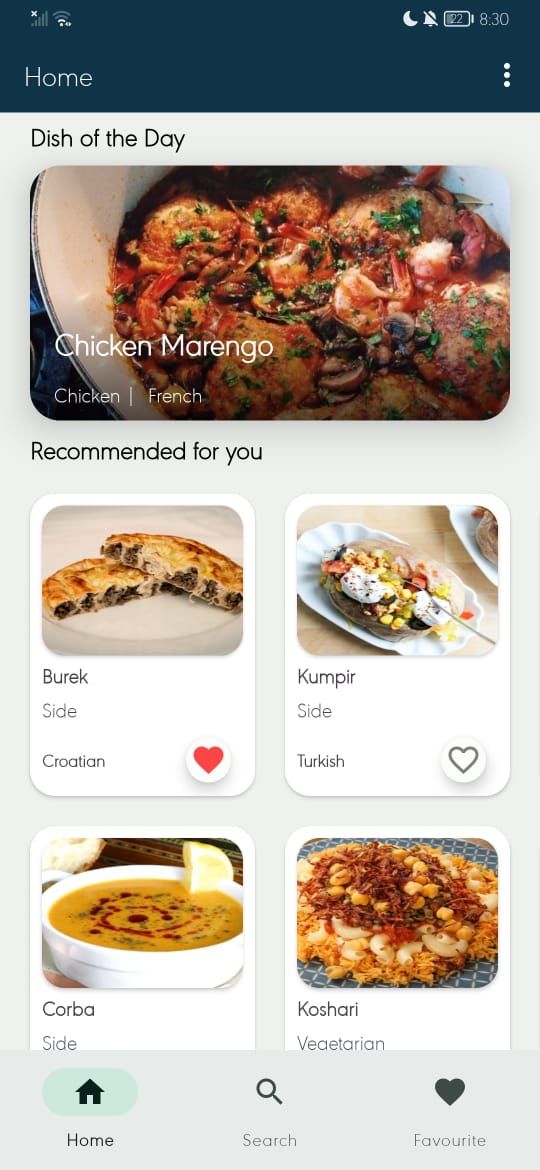 22 8:30
Home
Dish of the Day
Chicken Marengo
Chicken | French
Recommended for you
Burek
Side
Croatian
Kumpir
Side
Turkish
Corba
Side
Koshari
Vegetarian
Home
Search
Favourite